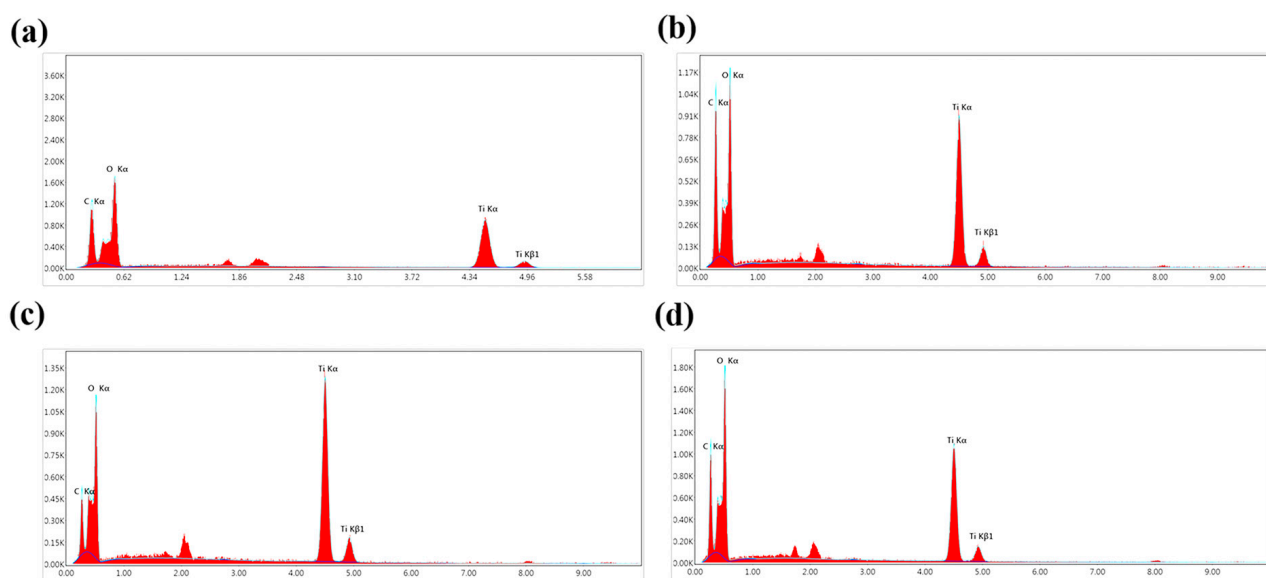 (a)
3.60K
3.20K
2.80K
2.40K
2.00K
1.60K
1.20K
0.80K
0.40K
0.00K
O Kα
C Kα
Ti Kα
Ti Kβ1
0.00 0.62 1.24 1.86 2.48 3.10 3.72 4.34 4.96 5.58
(b)
1.17K
1.04K
0.91K
0.78K
0.65K
0.52K
0.39K
0.26K
0.13K
0.00K
O Kα
C Kα
Ti Kα
Ti Kβ1
0.00 1.00 2.00 3.00 4.00 5.00 6.00 7.00 8.00 9.00
(c)
1.35K
1.20K
1.05K
0.90K
0.75K
0.60K
0.45K
0.30K
0.15K
0.00K
Ti Kα
O Kα
C Kα
Ti Kβ1
0.00 1.00 2.00 3.00 4.00 5.00 6.00 7.00 8.00 9.00
(d)
1.80K
1.60K
1.40K
1.20K
1.00K
0.80K
0.60K
0.40K
0.20K
0.00K
O Kα
C Kα
Ti Kα
Ti Kβ1
0.00 1.00 2.00 3.00 4.00 5.00 6.00 7.00 8.00 9.00